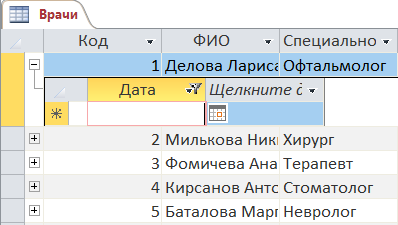 Врачи
Код ФИО Специально
1 Делова Лариса Офтальмолог
Дата Щелкните д
2 Милькова Ник Хирург
3 Фомичева Ана Терапевт
4 Кирсанов Анто Стоматолог
5 Баталова Марг Невролог